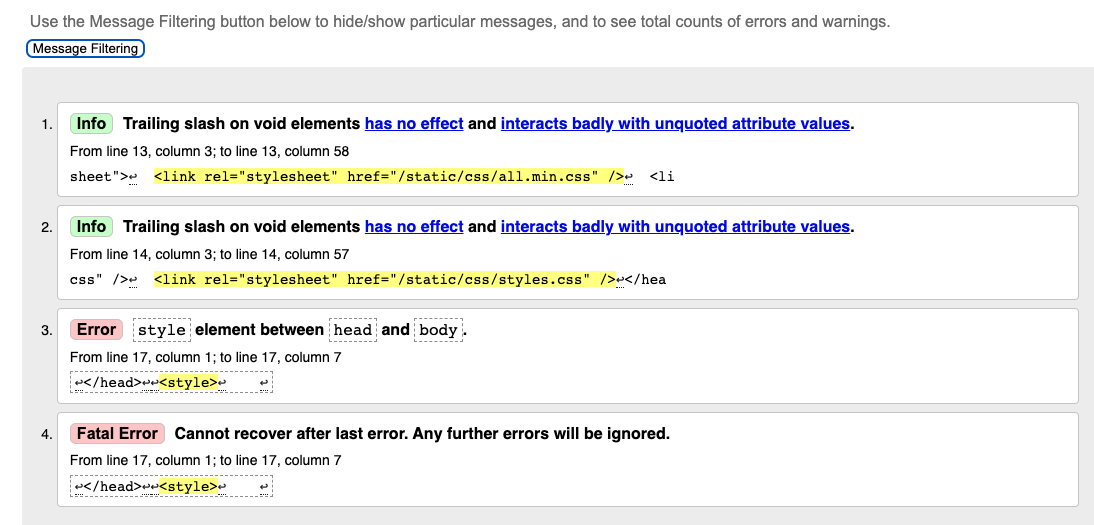 Use the Message Filtering button below to hide/show particular messages, and to see total counts of errors and warnings.
Message Filtering
1. Info Trailing slash on void elements has no effect and interacts badly with unquoted attribute values.
From line 13, column 3; to line 13, column 58
sheet">↩  <link rel="stylesheet" href="/static/css/all.min.css" />↩  <li
2. Info Trailing slash on void elements has no effect and interacts badly with unquoted attribute values.
From line 14, column 3; to line 14, column 57
css" />↩  <link rel="stylesheet" href="/static/css/styles.css" />↩</hea
3. Error style element between head and body.
From line 17, column 1; to line 17, column 7
↩</head>↩↩<style>↩    ↩
4. Fatal Error Cannot recover after last error. Any further errors will be ignored.
From line 17, column 1; to line 17, column 7
↩</head>↩↩<style>↩    ↩